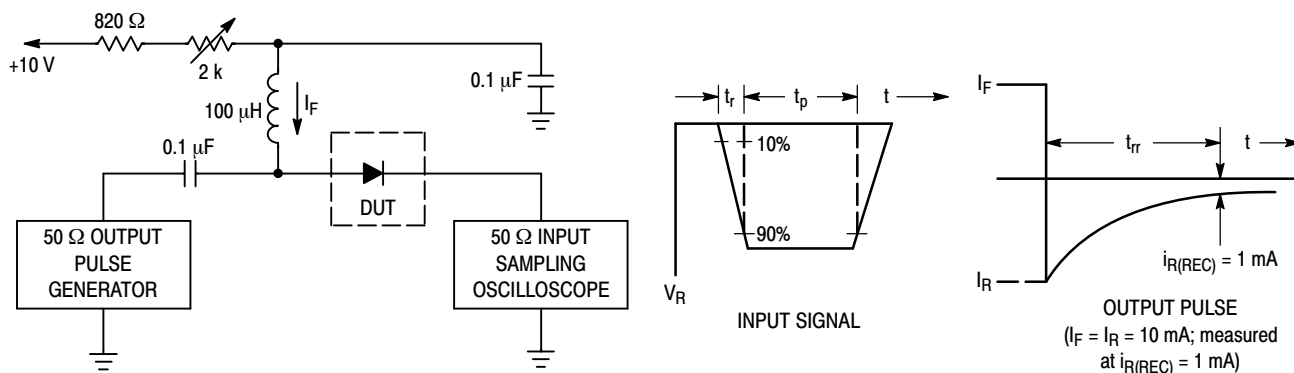 820 Ω
+10 V
2 k
100 μH
I_F
0.1 μF
0.1 μF
DUT
50 Ω OUTPUT
PULSE
GENERATOR
50 Ω INPUT
SAMPLING
OSCILLOSCOPE
t_r
t_p
t
10%
90%
V_R
INPUT SIGNAL
I_F
t_rr
t
i_R(REC) = 1 mA
I_R
OUTPUT PULSE
(I_F = I_R = 10 mA; measured
at i_R(REC) = 1 mA)